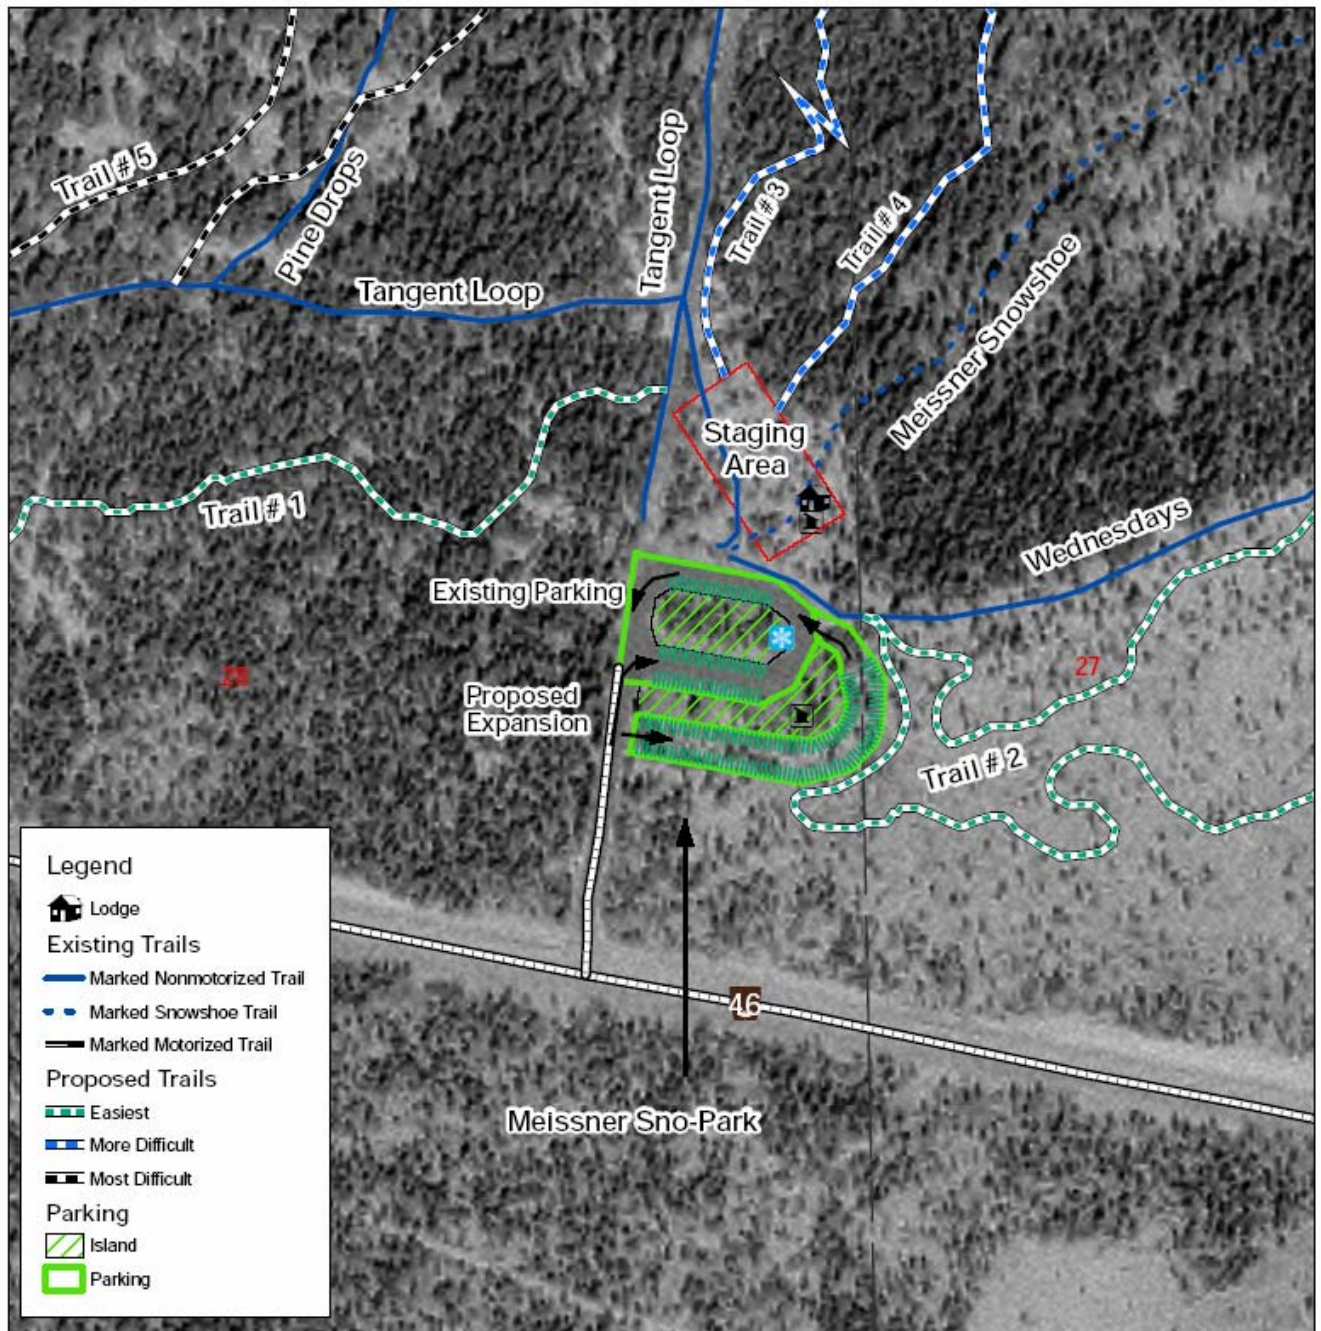 Trail # 5
Pine Drops
Tangent Loop
Tangent Loop
Trail # 3
Trail # 4
Meissner Snowshoe
Staging
Area
Trail # 1
Wednesdays
Existing Parking
28
27
Proposed
Expansion
Trail # 2
46
Meissner Sno-Park
Legend
Lodge
Existing Trails
Marked Nonmotorized Trail
Marked Snowshoe Trail
Marked Motorized Trail
Proposed Trails
Easiest
More Difficult
Most Difficult
Parking
Island
Parking